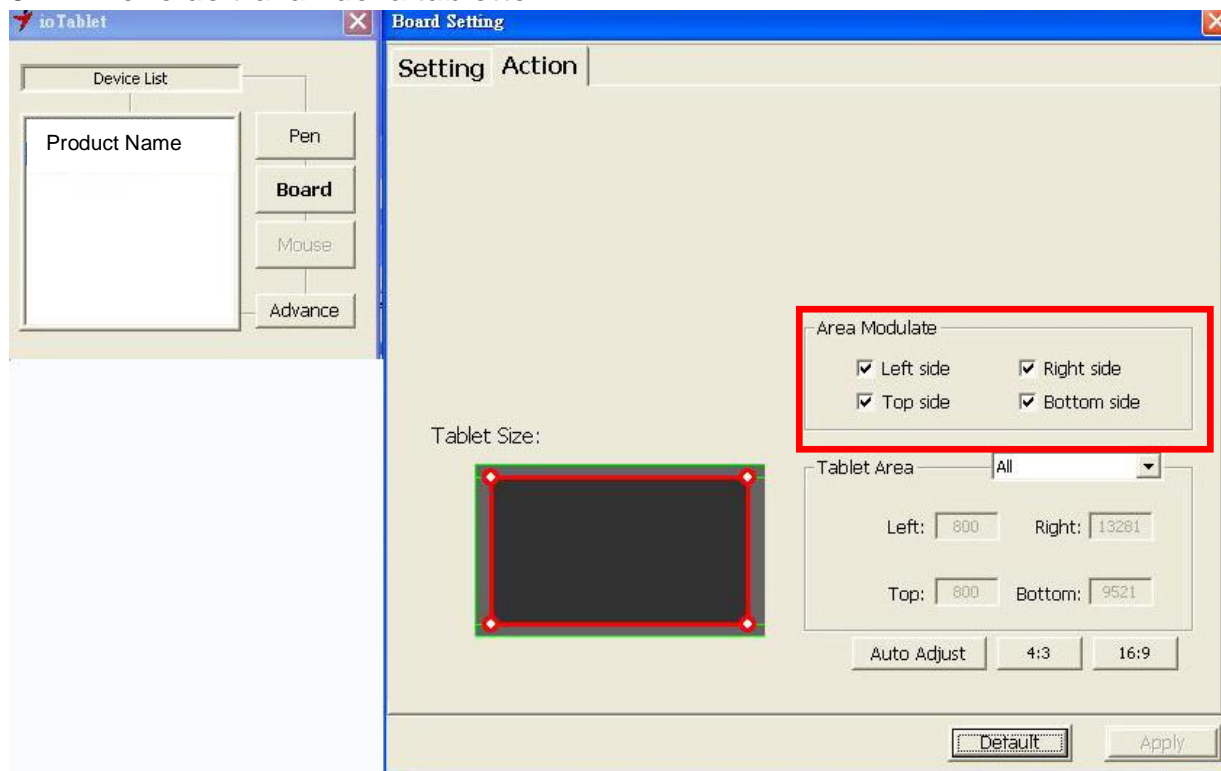 ioTablet
Device List
Product Name
Pen
Board
Mouse
Advance
Board Setting
Setting Action
Area Modulate
Left side Right side
Top side Bottom side
Tablet Size:
Tablet Area All
Left: 800 Right: 13281
Top: 800 Bottom: 9521
Auto Adjust 4:3 16:9
Detault Apply